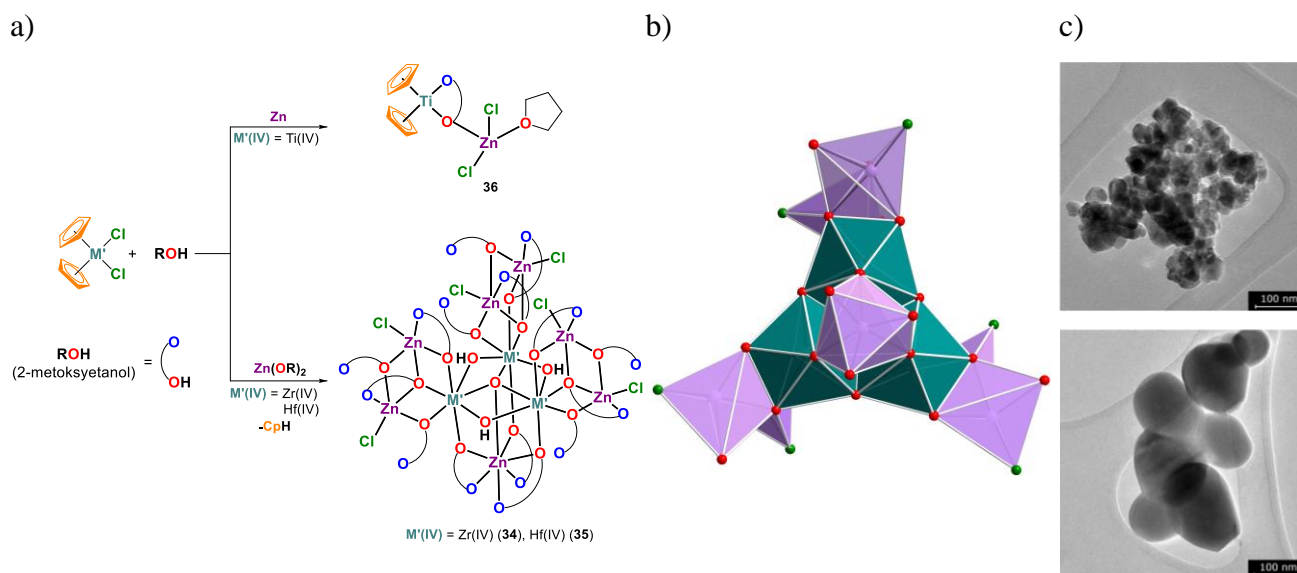 a)
b)
c)
O
Ti
O
Cl
Zn
O
Cl
36
Zn
M'(IV) = Ti(IV)
Cl
M'
Cl
+ ROH
ROH
(2-metoksyetanol)
=
O
OH
Zn(OR)₂
M'(IV) = Zr(IV)
Hf(IV)
-CpH
O
O
O
Zn
Cl
Cl
O
O
Zn
O
O
Cl
O
O
O
O
Zn
Cl
O
Zn
O
HO
M'
O
O
O
O
OH
O
O
M'
O
M'
O
Zn
Cl
Zn
O
O
O
H
O
O
Cl
O
O
O
O
O
Zn
O
O
O
O
M'(IV) = Zr(IV) (34), Hf(IV) (35)
100 nm
100 nm